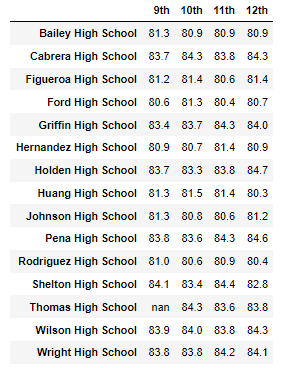 9th 10th 11th 12th
Bailey High School 81.3 80.9 80.9 80.9
Cabrera High School 83.7 84.3 83.8 84.3
Figueroa High School 81.2 81.4 80.6 81.4
Ford High School 80.6 81.3 80.4 80.7
Griffin High School 83.4 83.7 84.3 84.0
Hernandez High School 80.9 80.7 81.4 80.9
Holden High School 83.7 83.3 83.8 84.7
Huang High School 81.3 81.5 81.4 80.3
Johnson High School 81.3 80.8 80.6 81.2
Pena High School 83.8 83.6 84.3 84.6
Rodriguez High School 81.0 80.6 80.9 80.4
Shelton High School 84.1 83.4 84.4 82.8
Thomas High School nan 84.3 83.6 83.8
Wilson High School 83.9 84.0 83.8 84.3
Wright High School 83.8 83.8 84.2 84.1